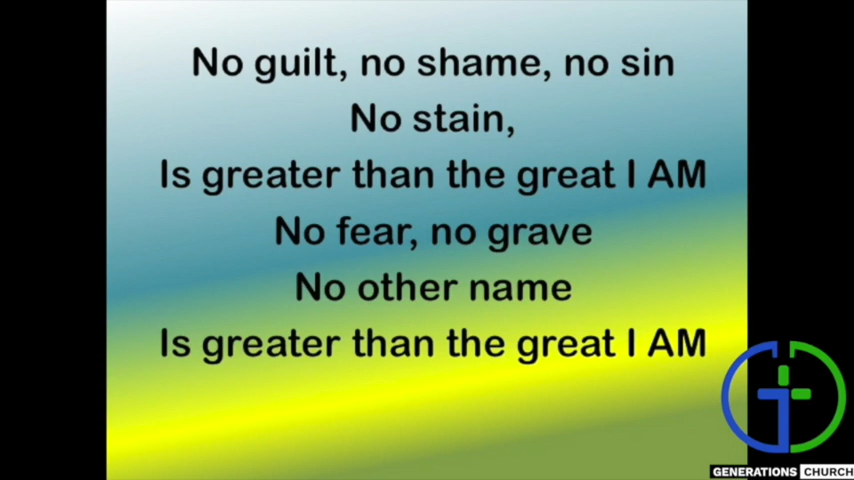 No guilt, no shame, no sin
No stain,
Is greater than the great I AM
No fear, no grave
No other name
Is greater than the great I AM
GENERATIONS CHURCH